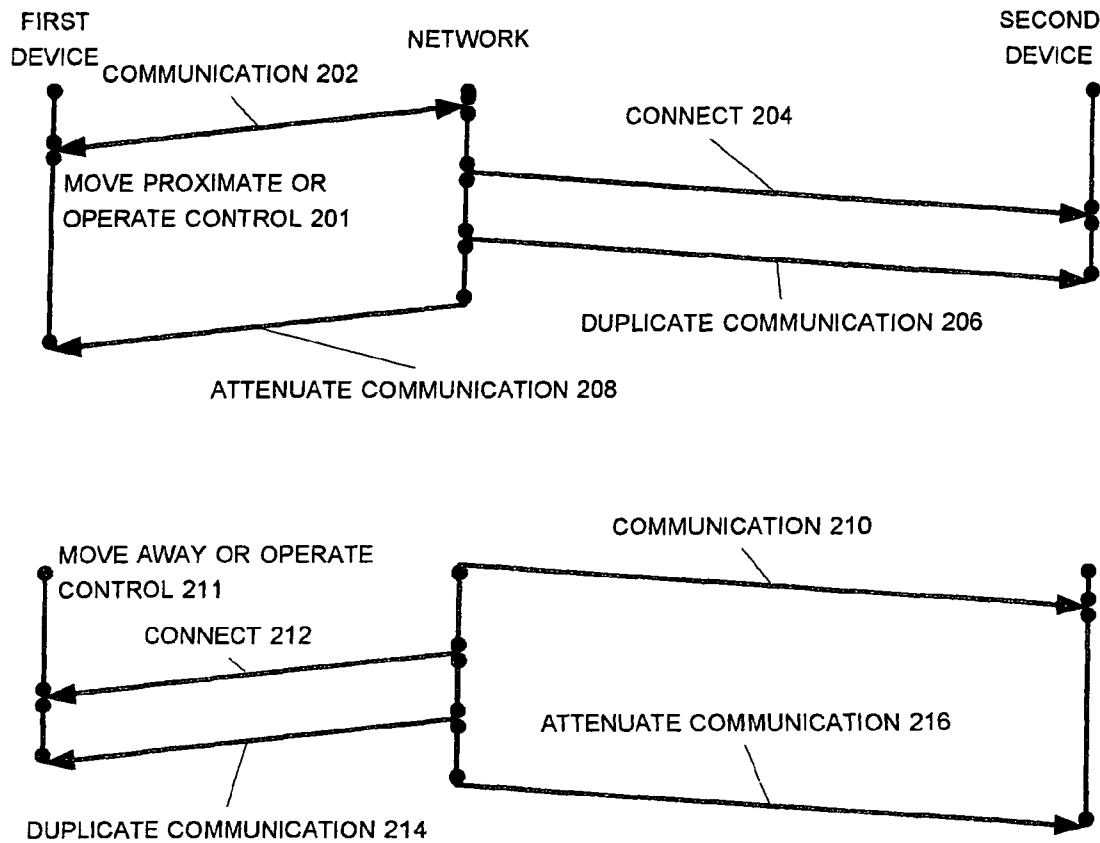 FIRST
DEVICE
NETWORK
SECOND
DEVICE
COMMUNICATION 202
CONNECT 204
MOVE PROXIMATE OR
OPERATE CONTROL 201
DUPLICATE COMMUNICATION 206
ATTENUATE COMMUNICATION 208
COMMUNICATION 210
MOVE AWAY OR OPERATE
CONTROL 211
CONNECT 212
ATTENUATE COMMUNICATION 216
DUPLICATE COMMUNICATION 214